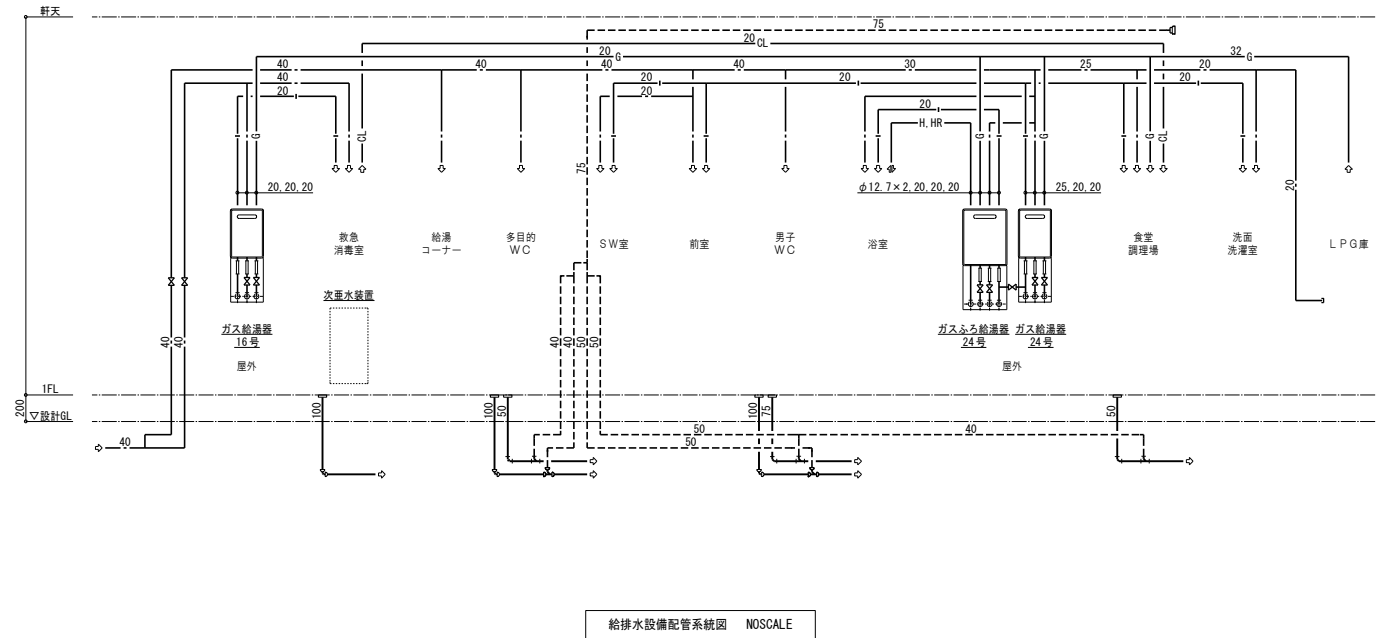 軒天
75
20 CL
20 G
32 G
40
40
40
40
30
25
20
40
20
20
20
20
20
20
H,HR
CL
G
G
G
G
75
20
20,20,20
φ12.7×2,20,20,20
25,20,20
救急
消毒室
給湯
コーナー
多目的
WC
SW室
前室
男子
WC
浴室
食堂
調理場
洗面
洗濯室
LPG庫
次亜水装置
ガス給湯器
16号
屋外
ガスふろ給湯器
24号
ガス給湯器
24号
屋外
40
40
40
40
50
50
1FL
200
▽設計GL
40
100
100
50
100
75
50
50
50
40
給排水設備配管系統図 NOSCALE